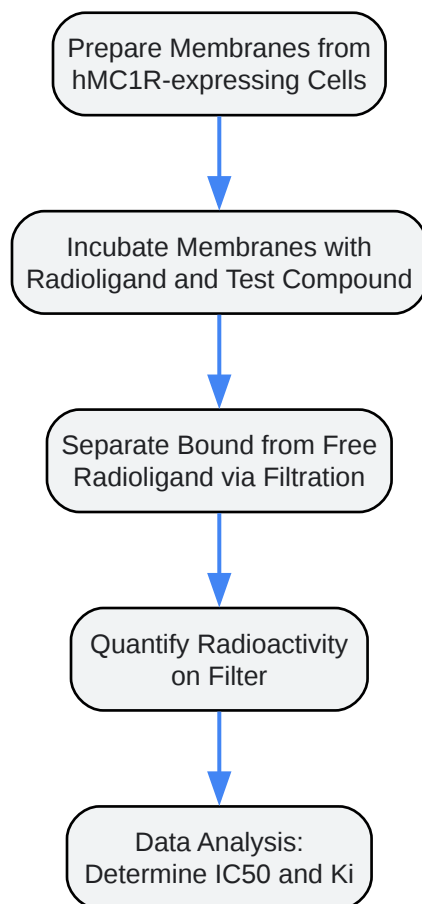 Prepare Membranes from
hMC1R-expressing Cells
Incubate Membranes with
Radioligand and Test Compound
Separate Bound from Free
Radioligand via Filtration
Quantify Radioactivity
on Filter
Data Analysis:
Determine IC50 and Ki